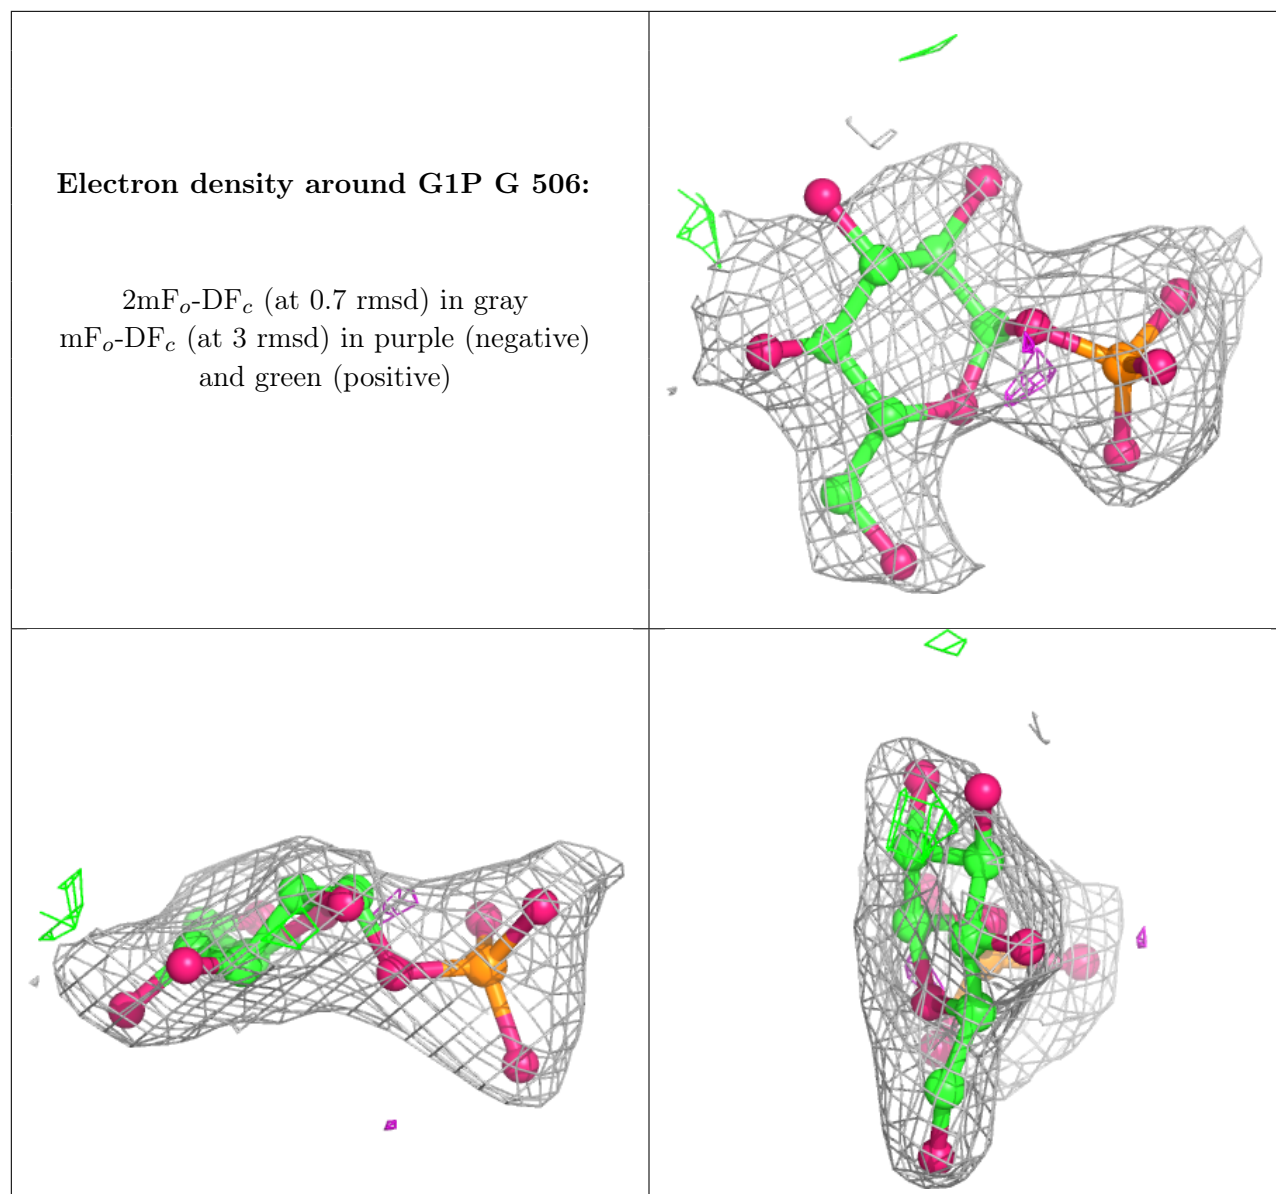 Electron density around G1P G 506:
2mFₒ-DF𝒸 (at 0.7 rmsd) in gray
mFₒ-DF𝒸 (at 3 rmsd) in purple (negative)
and green (positive)